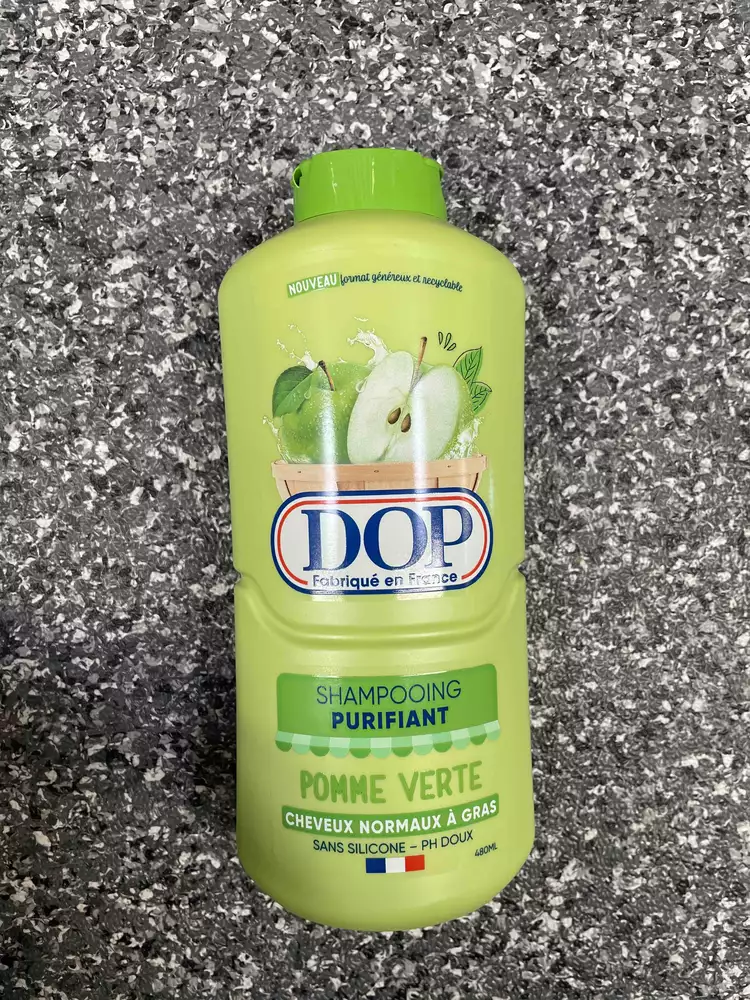 NOUVEAU format généreux et recyclable
DOP
Fabriqué en France
SHAMPOOING
PURIFIANT
POMME VERTE
CHEVEUX NORMAUX À GRAS
SANS SILICONE – PH DOUX
480ML